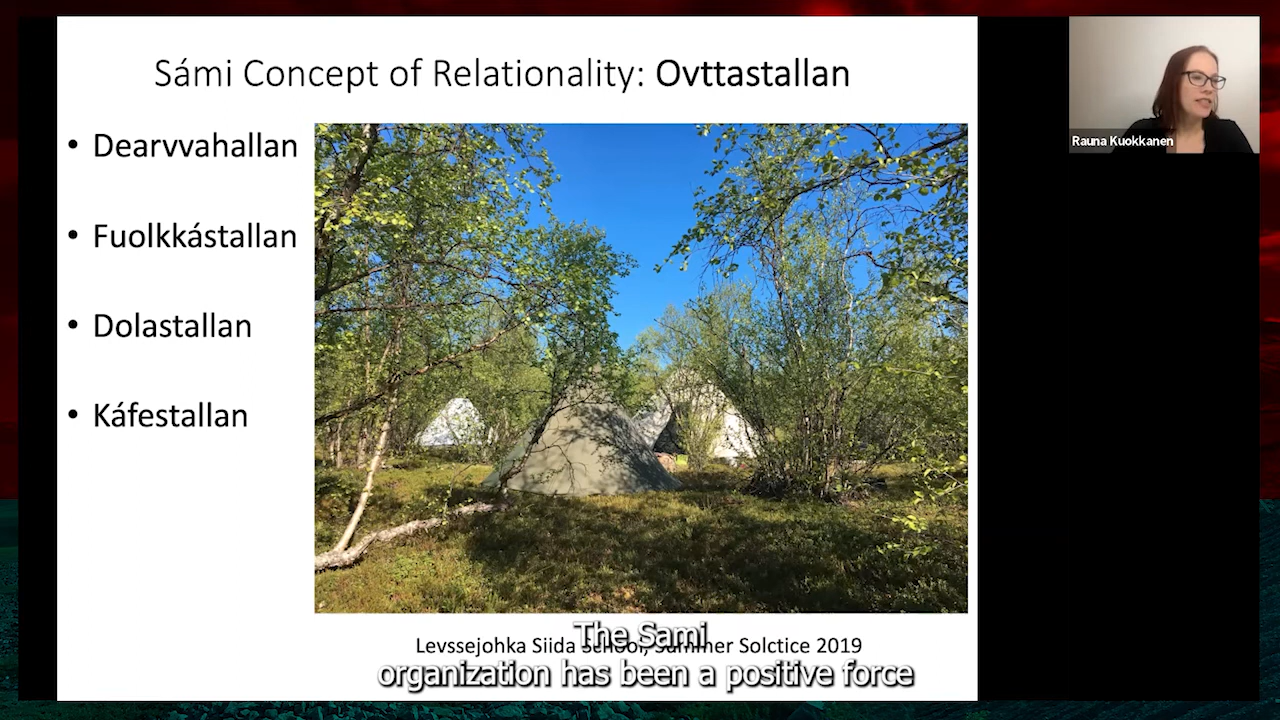 Sámi Concept of Relationality: Ovttastallan
• Dearvvahallan
• Fuolkkástallan
• Dolastallan
• Káfestallan
Levssejohka Siida School, Summer Solctice 2019
The Sami
organization has been a positive force
Rauna Kuokkanen